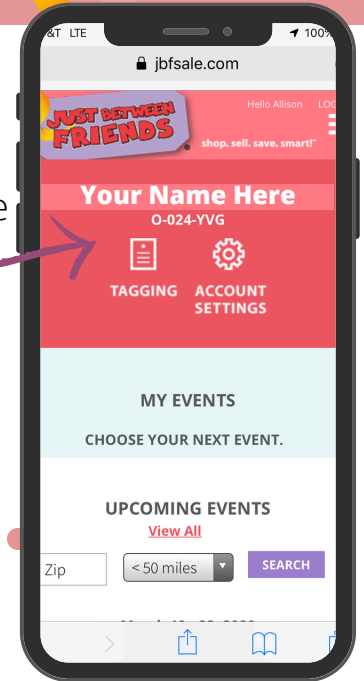 &T LTE
100%
jbfsale.com
Hello Allison LOG
JUST BETWEEN
FRIENDS
shop. sell. save. smart!™
Your Name Here
O-024-YVG
TAGGING
ACCOUNT
SETTINGS
MY EVENTS
CHOOSE YOUR NEXT EVENT.
UPCOMING EVENTS
View All
Zip
< 50 miles
SEARCH